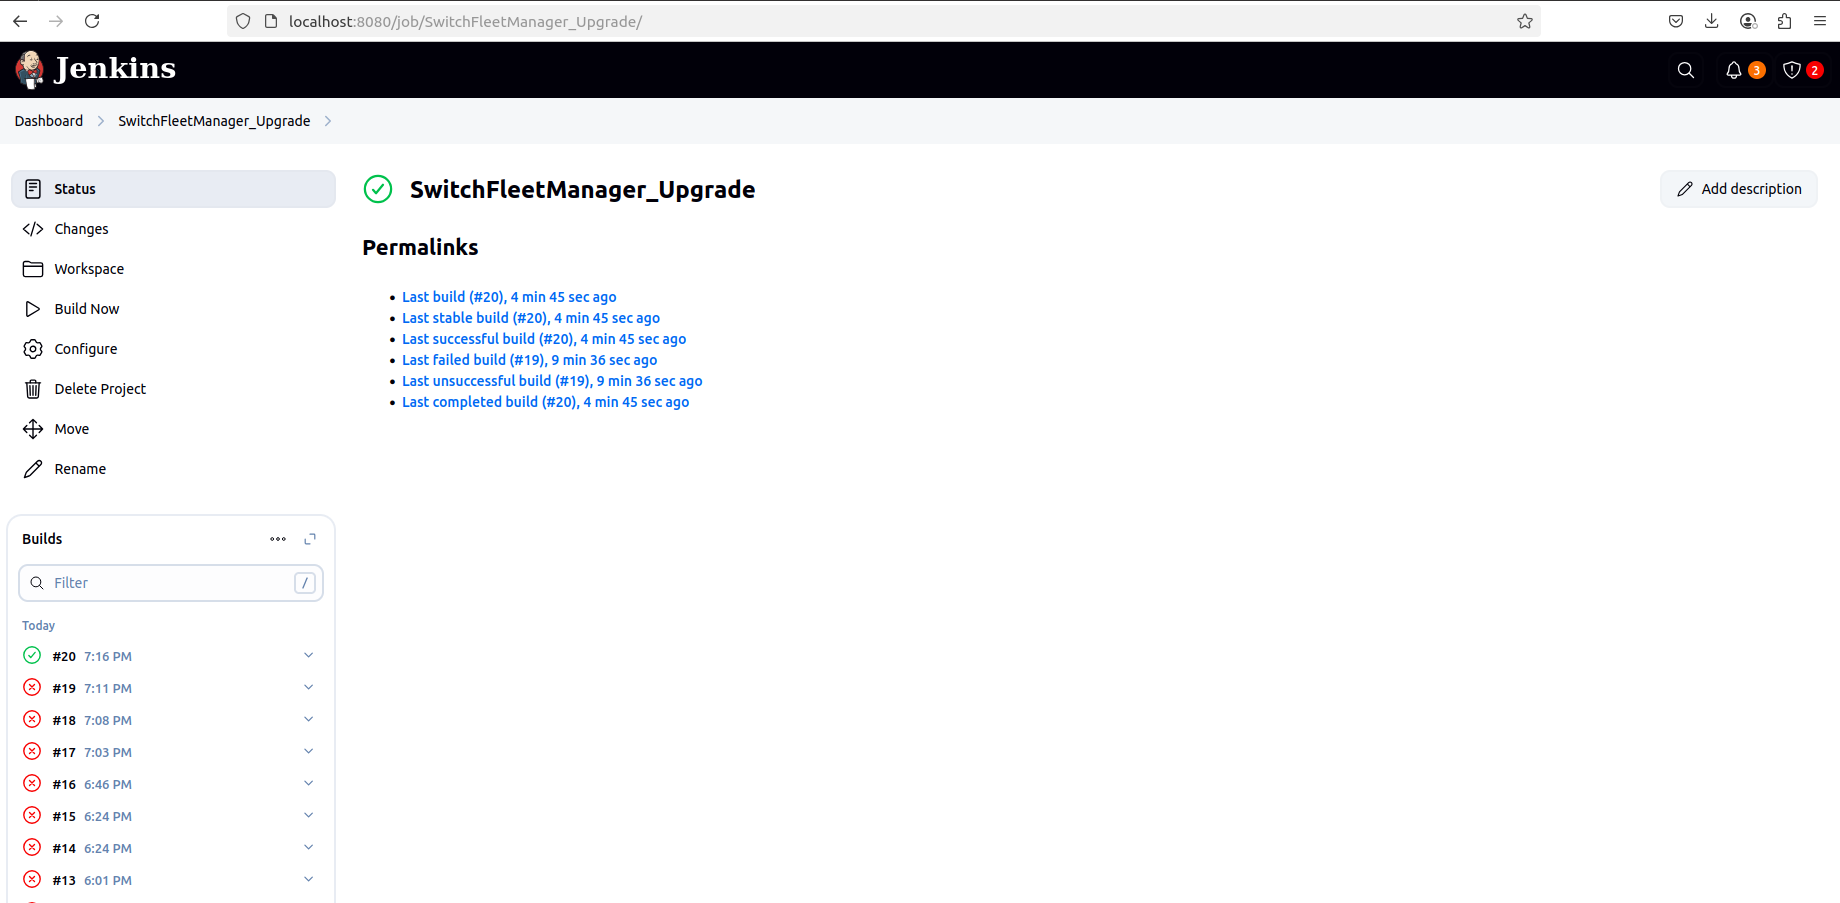 localhost:8080/job/SwitchFleetManager_Upgrade/
Jenkins
3
2
Dashboard
SwitchFleetManager_Upgrade
Status
Changes
Workspace
Build Now
Configure
Delete Project
Move
Rename
SwitchFleetManager_Upgrade
Add description
Permalinks
Last build (#20), 4 min 45 sec ago
Last stable build (#20), 4 min 45 sec ago
Last successful build (#20), 4 min 45 sec ago
Last failed build (#19), 9 min 36 sec ago
Last unsuccessful build (#19), 9 min 36 sec ago
Last completed build (#20), 4 min 45 sec ago
Builds
Filter /
Today
#20 7:16 PM
#19 7:11 PM
#18 7:08 PM
#17 7:03 PM
#16 6:46 PM
#15 6:24 PM
#14 6:24 PM
#13 6:01 PM